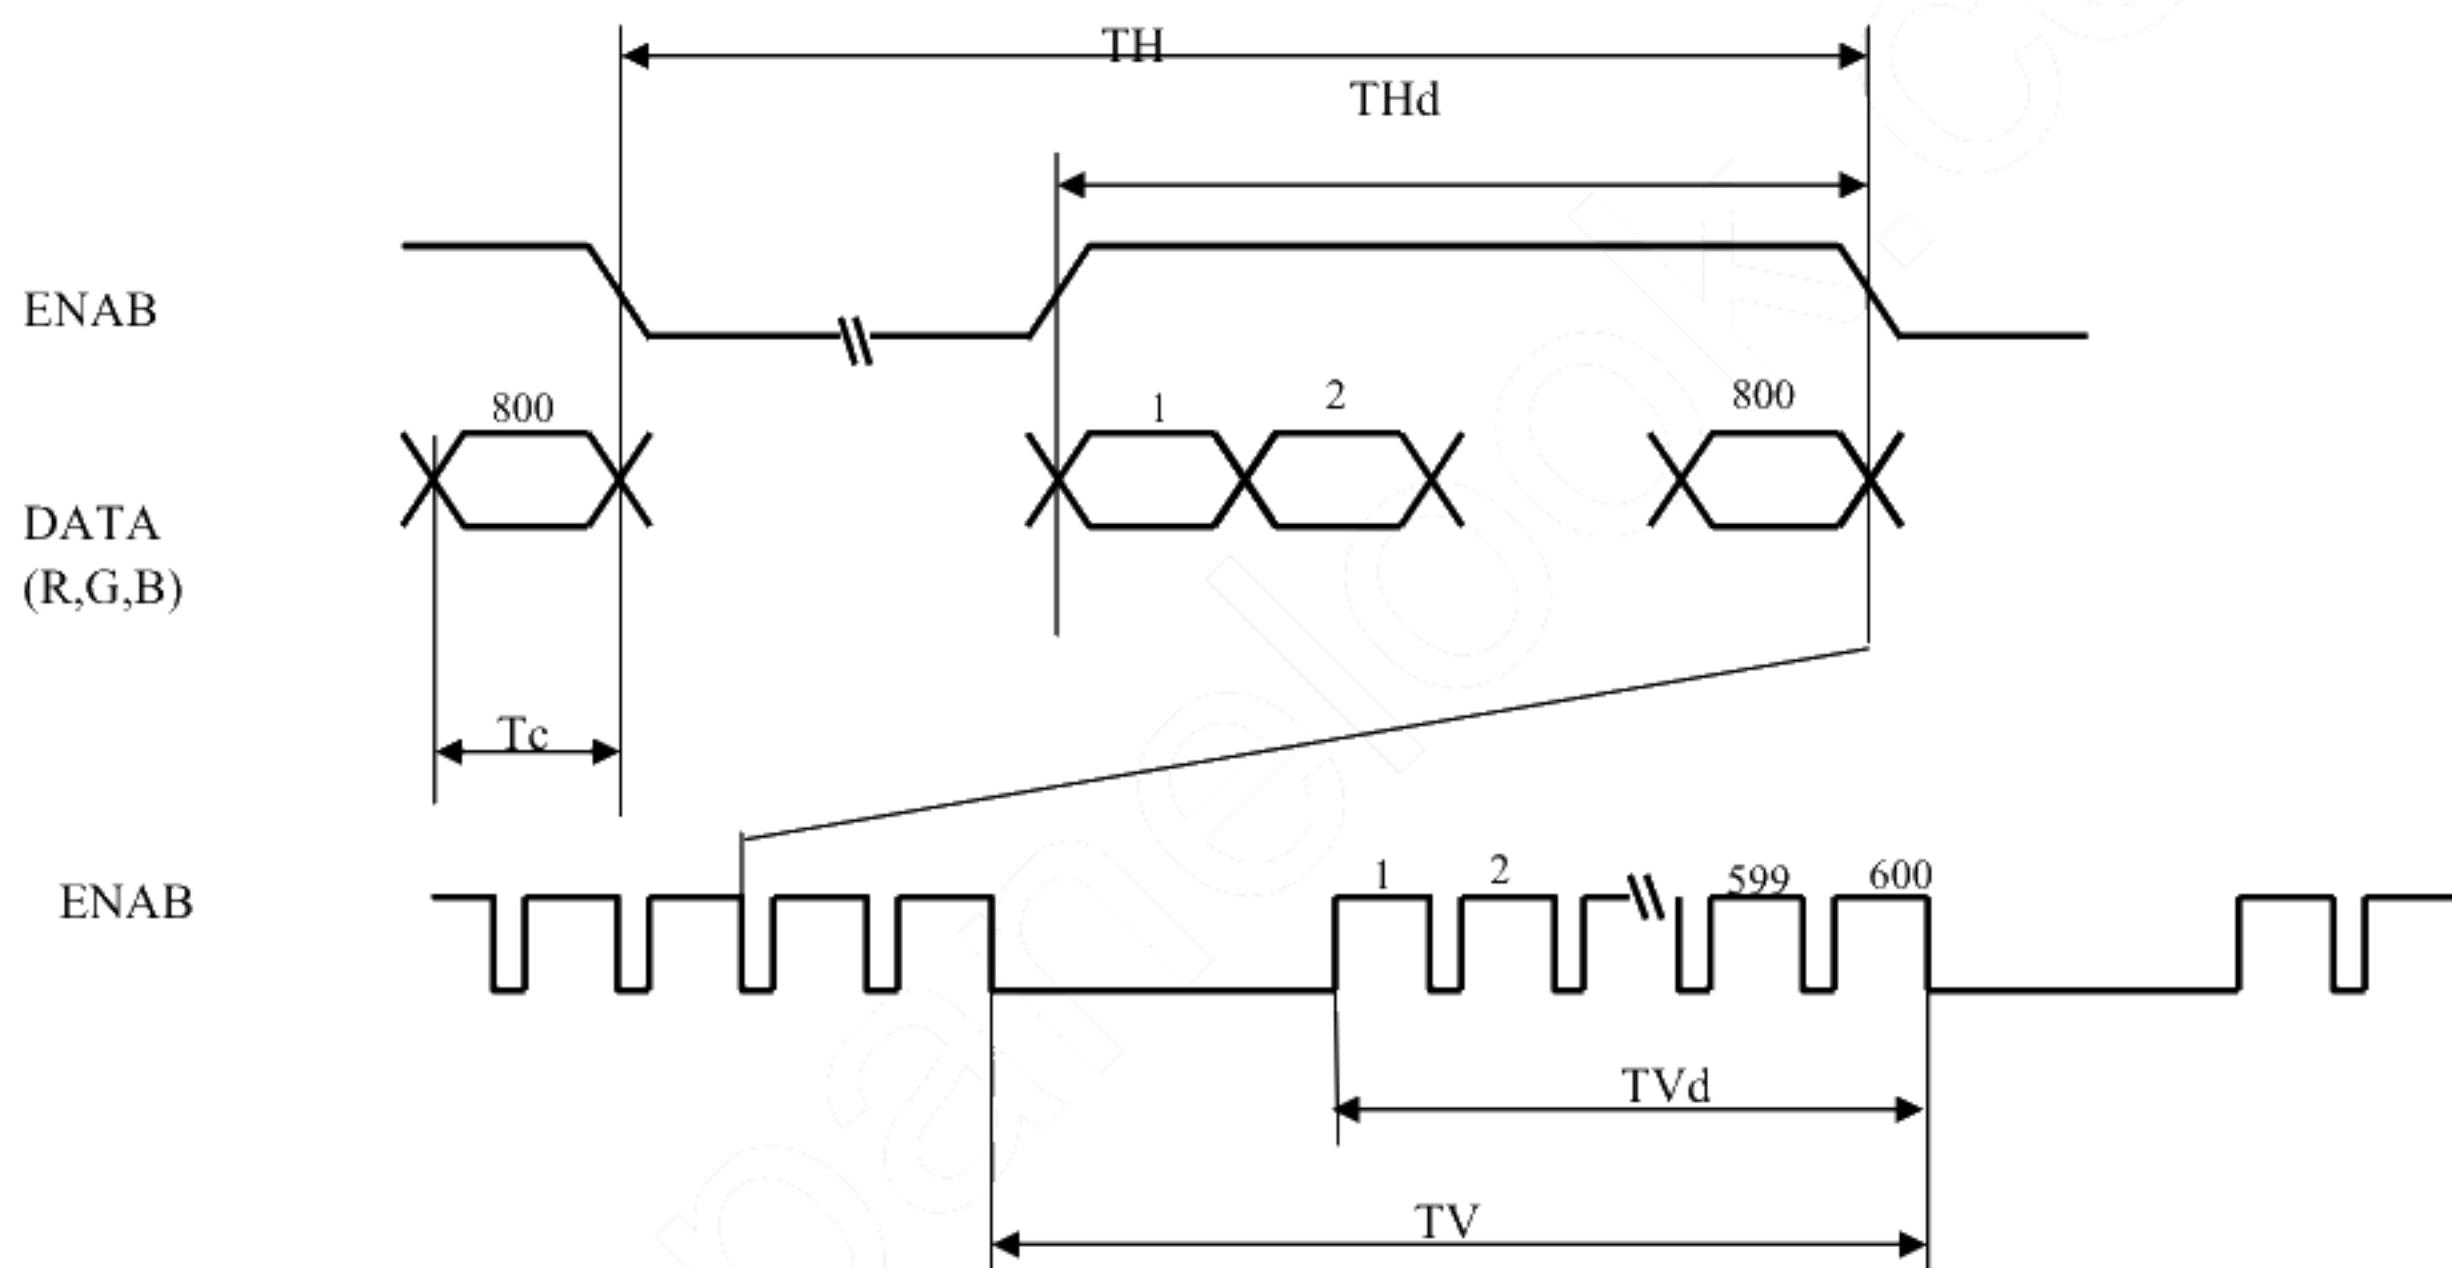 TH
THd
ENAB
800
1
2
800
DATA
(R,G,B)
Tc
ENAB
1
2
599
600
TVd
TV